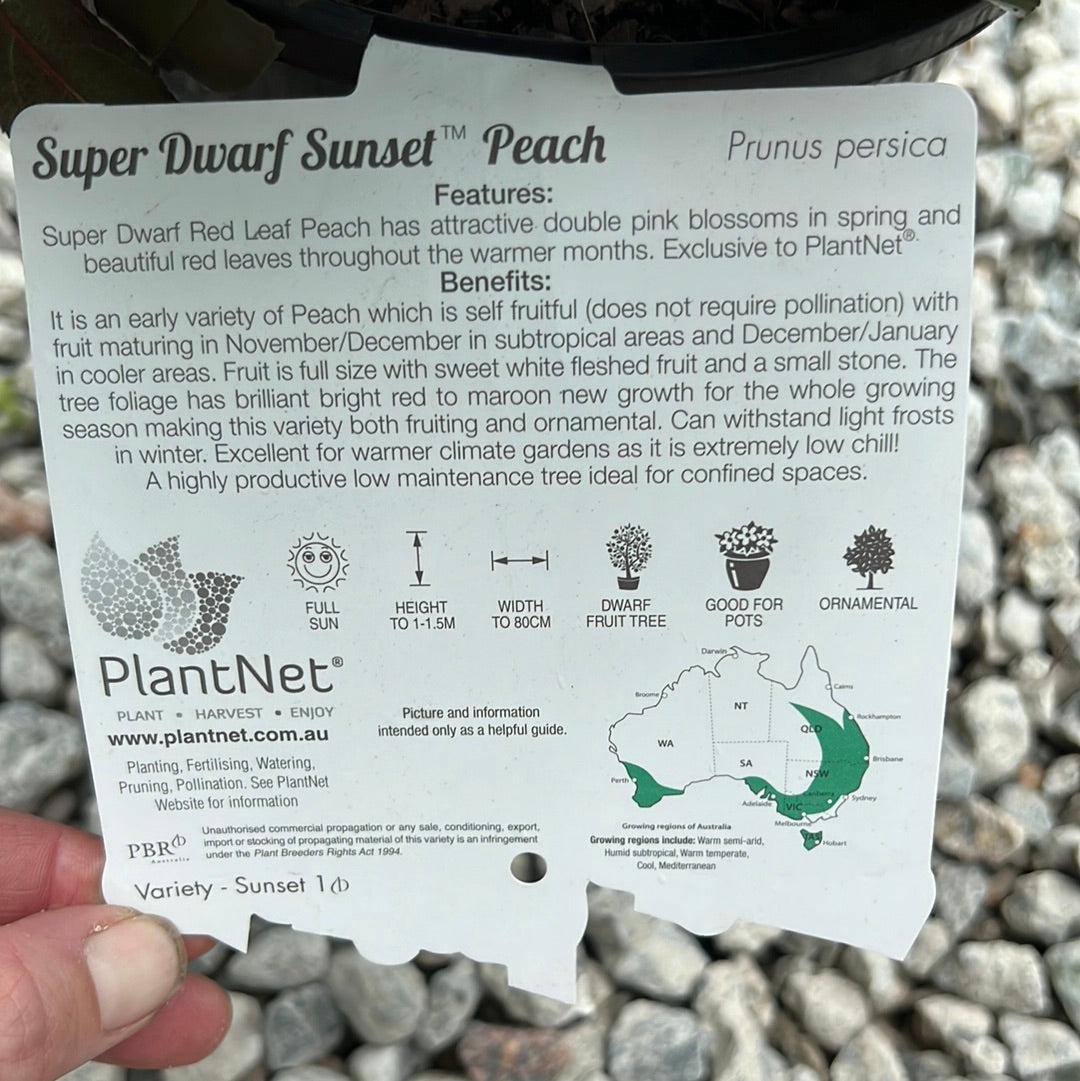 Super Dwarf Sunset™ Peach
Prunus persica
Features:
Super Dwarf Red Leaf Peach has attractive double pink blossoms in spring and
beautiful red leaves throughout the warmer months. Exclusive to PlantNet®.
Benefits:
It is an early variety of Peach which is self fruitful (does not require pollination) with
fruit maturing in November/December in subtropical areas and December/January
in cooler areas. Fruit is full size with sweet white fleshed fruit and a small stone. The
tree foliage has brilliant bright red to maroon new growth for the whole growing
season making this variety both fruiting and ornamental. Can withstand light frosts
in winter. Excellent for warmer climate gardens as it is extremely low chill!
A highly productive low maintenance tree ideal for confined spaces.
FULL
SUN
HEIGHT
TO 1-1.5M
WIDTH
TO 80CM
DWARF
FRUIT TREE
GOOD FOR
POTS
ORNAMENTAL
PlantNet®
PLANT • HARVEST • ENJOY
www.plantnet.com.au
Planting, Fertilising, Watering,
Pruning, Pollination. See PlantNet
Website for information
Picture and information
intended only as a helpful guide.
Darwin
Broome
Cairns
NT
Rockhampton
QLD
WA
SA
Brisbane
NSW
Perth
Canberra
Sydney
Adelaide
VIC
Melbourne
Hobart
Growing regions of Australia
Growing regions include: Warm semi-arid,
Humid subtropical, Warm temperate,
Cool, Mediterranean
PBR
Australia
Unauthorised commercial propagation or any sale, conditioning, export,
import or stocking of propagating material of this variety is an infringement
under the Plant Breeders Rights Act 1994.
Variety - Sunset 1